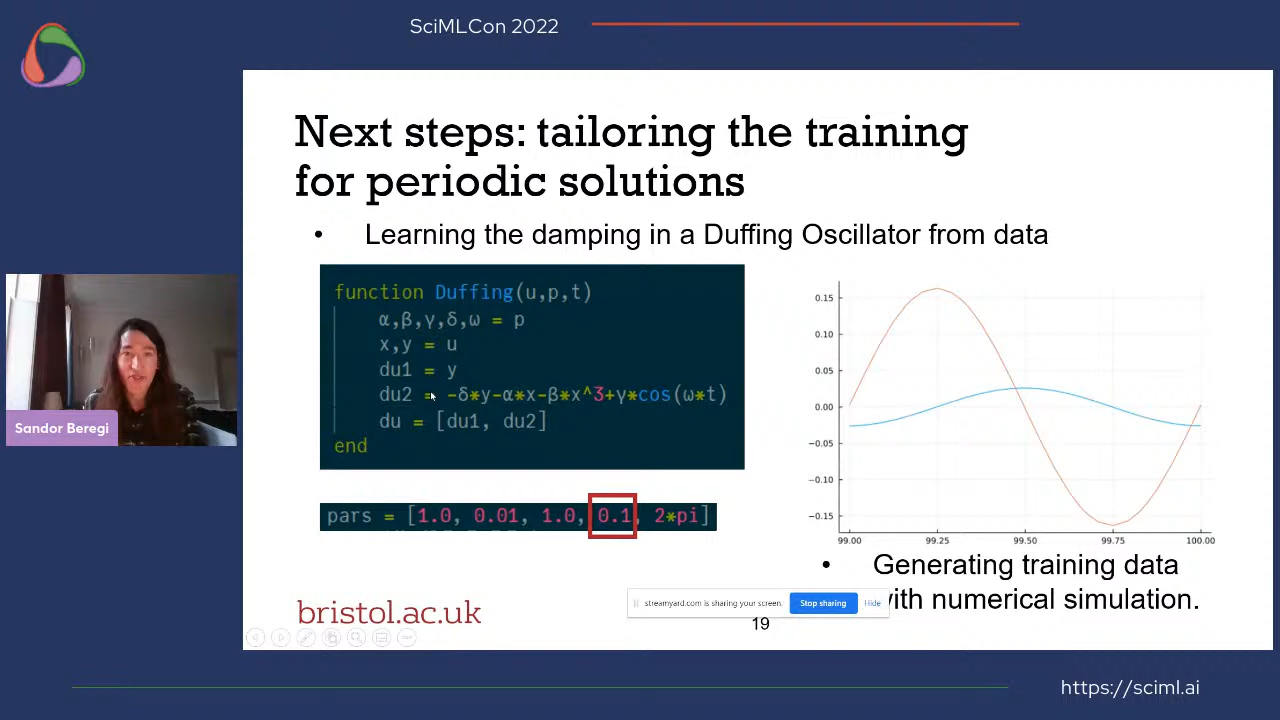 SciMLCon 2022
Next steps: tailoring the training
for periodic solutions
• Learning the damping in a Duffing Oscillator from data
function Duffing(u,p,t)
α,β,γ,δ,ω = p
x,y = u
du1 = y
du2 = -δ*y-α*x-β*x^3+γ*cos(ω*t)
du = [du1, du2]
end
pars = [1.0, 0.01, 1.0, 0.1, 2*pi]
0.15
0.10
0.05
0.00
−0.05
−0.10
−0.15
99.00 99.25 99.50 99.75 100.00
• Generating training data
with numerical simulation.
Sandor Beregi
bristol.ac.uk
streamyard.com is sharing your screen. Stop sharing Hide
19
https://sciml.ai